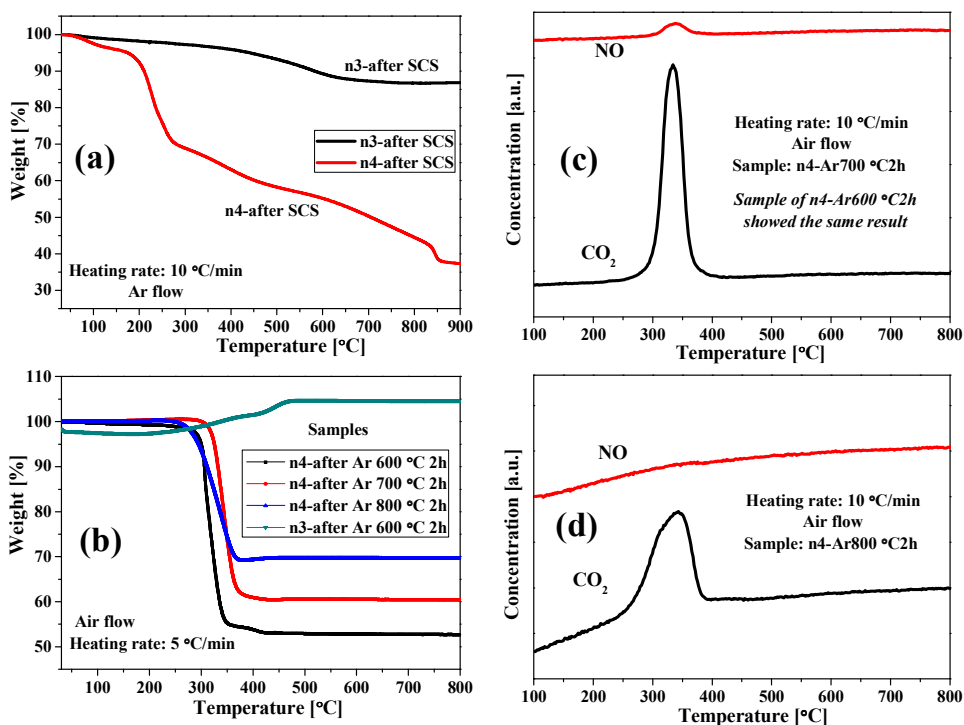 100
90
80
70
60
50
40
30
Weight [%]
n3-after SCS
n3-after SCS
n4-after SCS
(a)
n4-after SCS
Heating rate: 10 °C/min
Ar flow
100 200 300 400 500 600 700 800 900
Temperature [°C]
NO
Heating rate: 10 °C/min
Air flow
Sample: n4-Ar700 °C2h
(c)
Sample of n4-Ar600 °C2h
showed the same result
CO2
Concentration [a.u.]
100 200 300 400 500 600 700 800
Temperature [°C]
110
100
90
80
70
60
50
Weight [%]
Samples
n4-after Ar 600 °C 2h
n4-after Ar 700 °C 2h
n4-after Ar 800 °C 2h
n3-after Ar 600 °C 2h
(b)
Air flow
Heating rate: 5 °C/min
100 200 300 400 500 600 700 800
Temperature [°C]
NO
Heating rate: 10 °C/min
Air flow
Sample: n4-Ar800 °C2h
(d)
CO2
Concentration [a.u.]
100 200 300 400 500 600 700 800
Temperature [°C]